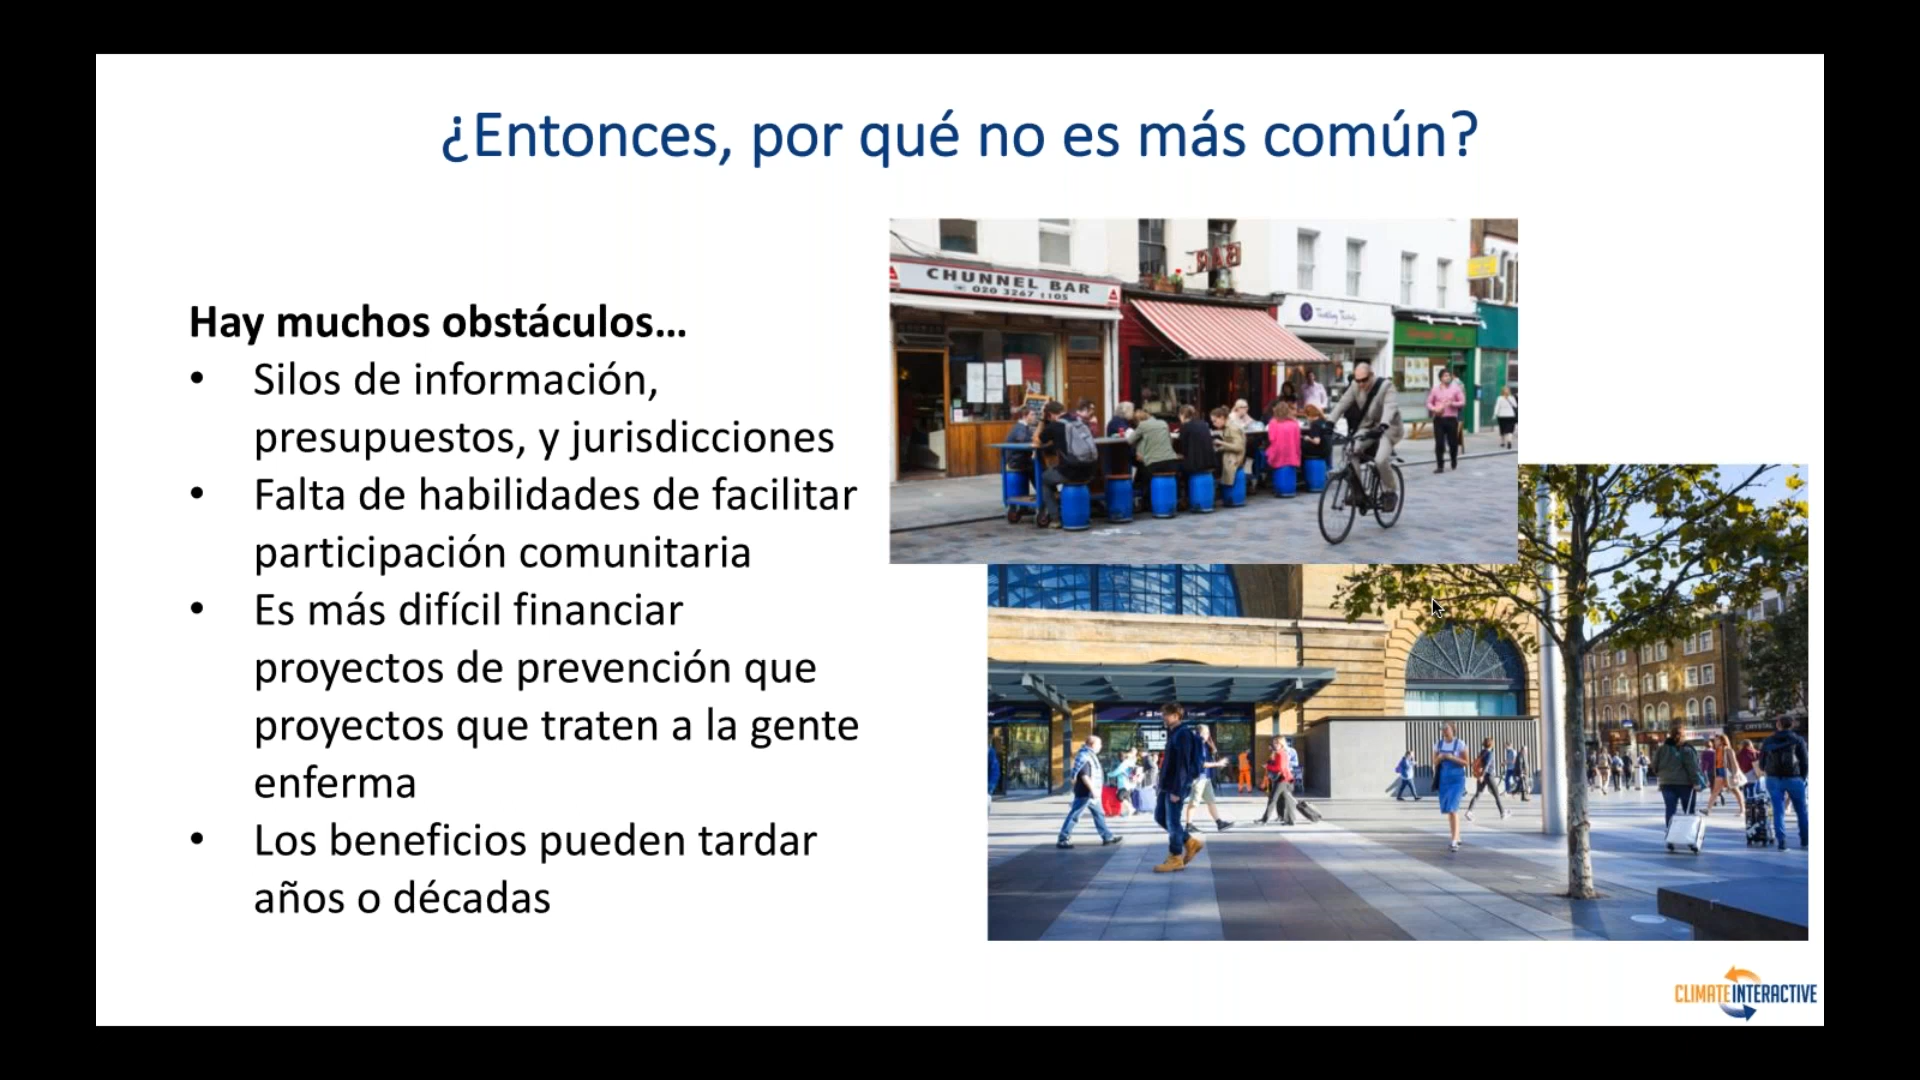 ¿Entonces, por qué no es más común?
Hay muchos obstáculos...
• Silos de información,
presupuestos, y jurisdicciones
• Falta de habilidades de facilitar
participación comunitaria
• Es más difícil financiar
proyectos de prevención que
proyectos que traten a la gente
enferma
• Los beneficios pueden tardar
años o décadas
CHUNNEL BAR
020 3267 1105
BAR
CLIMATE INTERACTIVE